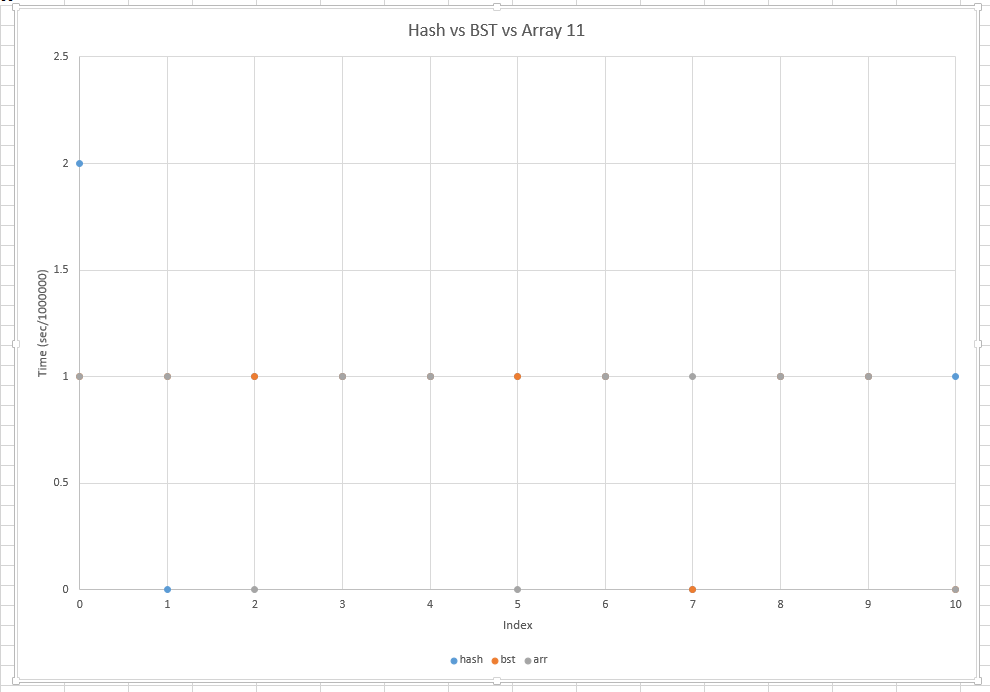 Hash vs BST vs Array 11
2.5
2
1.5
1
0.5
0
Time (sec/1000000)
0 1 2 3 4 5 6 7 8 9 10
Index
hash bst arr